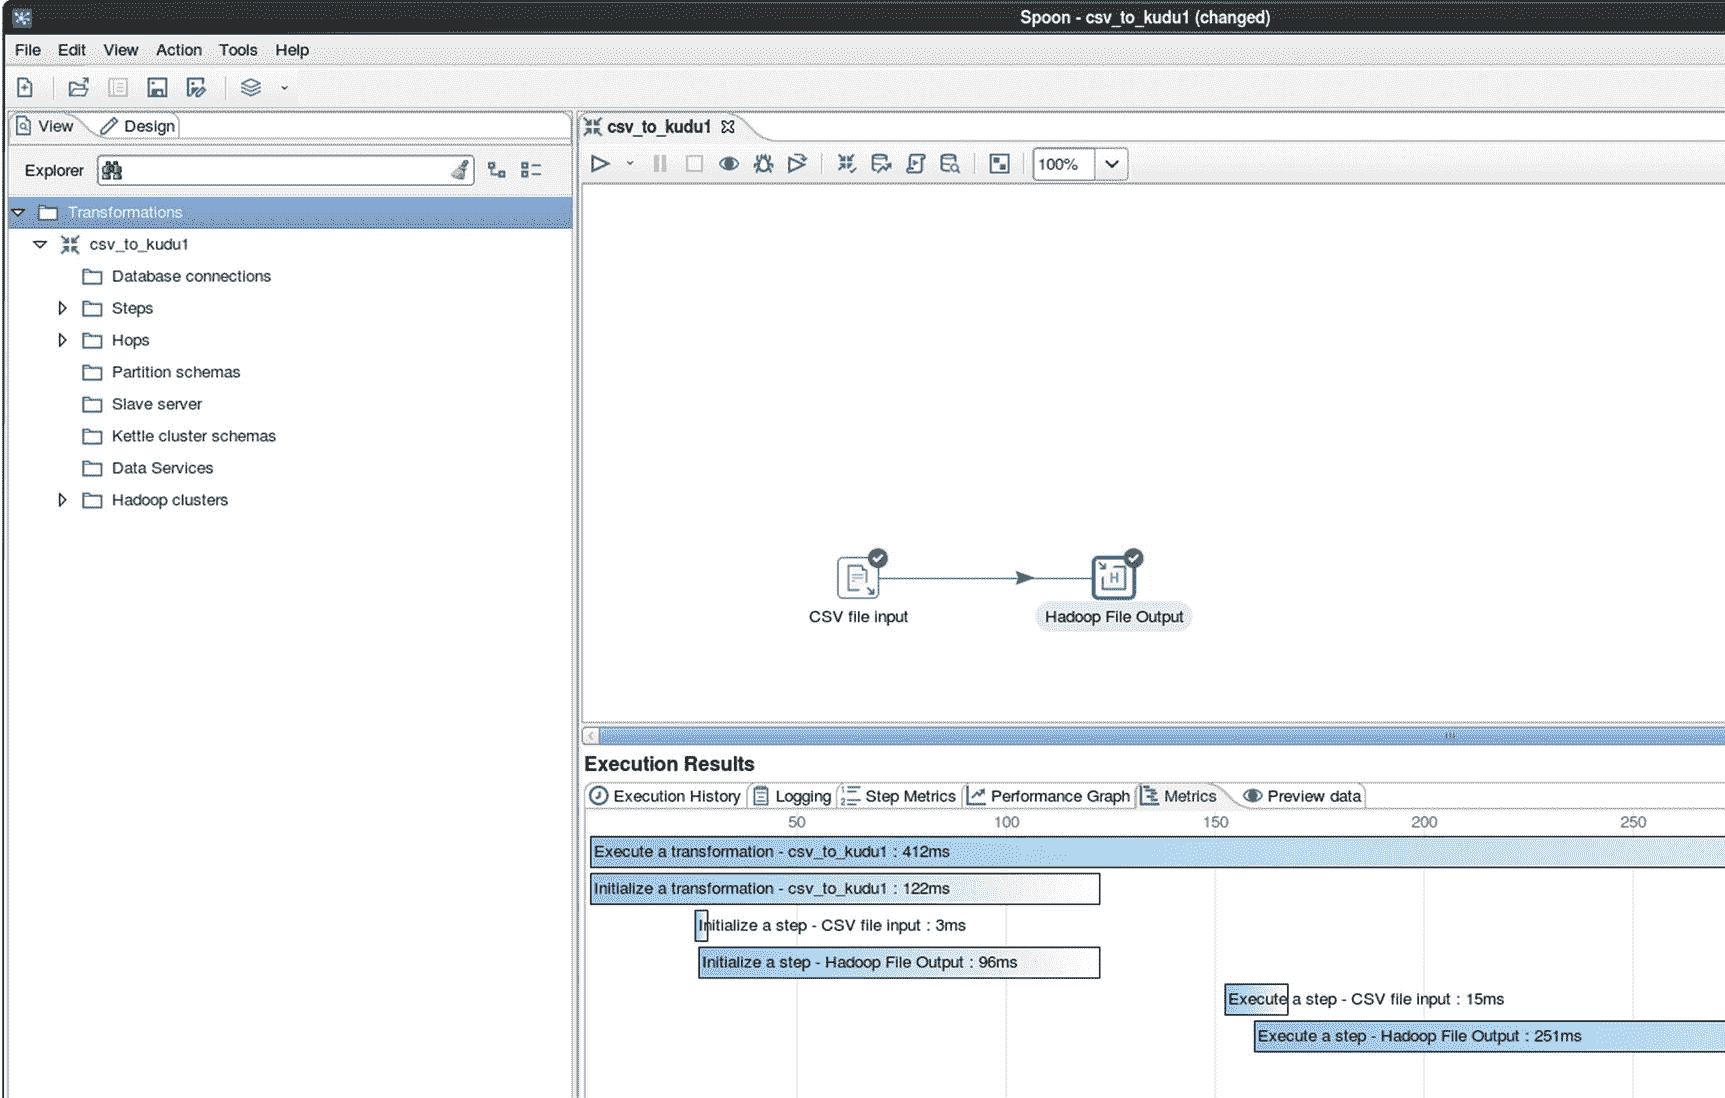 Spoon - csv_to_kudu1 (changed)
File Edit View Action Tools Help
View Design
Explorer
Transformations
csv_to_kudu1
Database connections
Steps
Hops
Partition schemas
Slave server
Kettle cluster schemas
Data Services
Hadoop clusters
csv_to_kudu1
100%
CSV file input
H
Hadoop File Output
Execution Results
Execution History Logging Step Metrics Performance Graph Metrics Preview data
50 100 150 200 250
Execute a transformation - csv_to_kudu1 : 412ms
Initialize a transformation - csv_to_kudu1 : 122ms
Initialize a step - CSV file input : 3ms
Initialize a step - Hadoop File Output : 96ms
Execute a step - CSV file input : 15ms
Execute a step - Hadoop File Output : 251ms